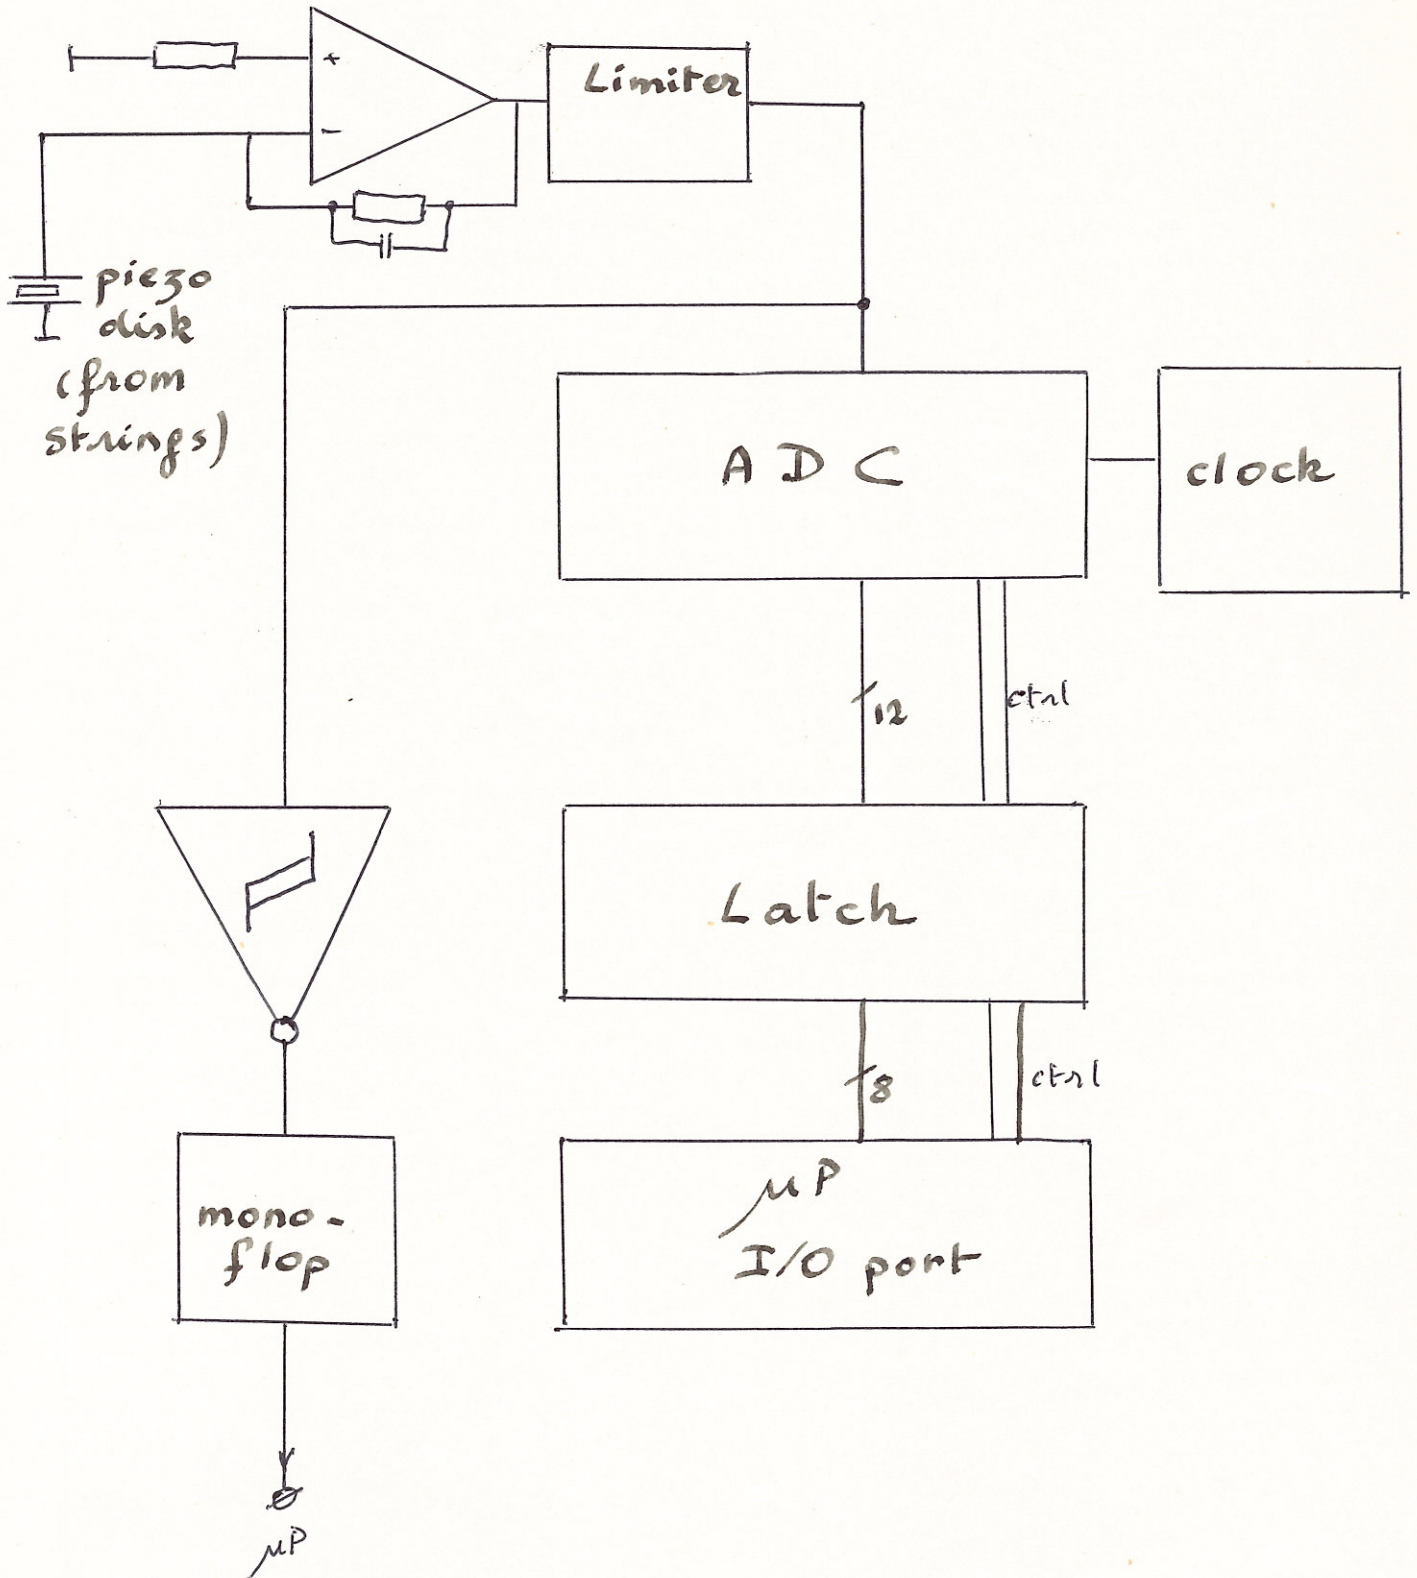 +
Limiter
-
piezo
disk
(from
strings)
ADC
clock
12
ctrl
Latch
8
ctrl
μP
I/O port
mono-
flop
μP